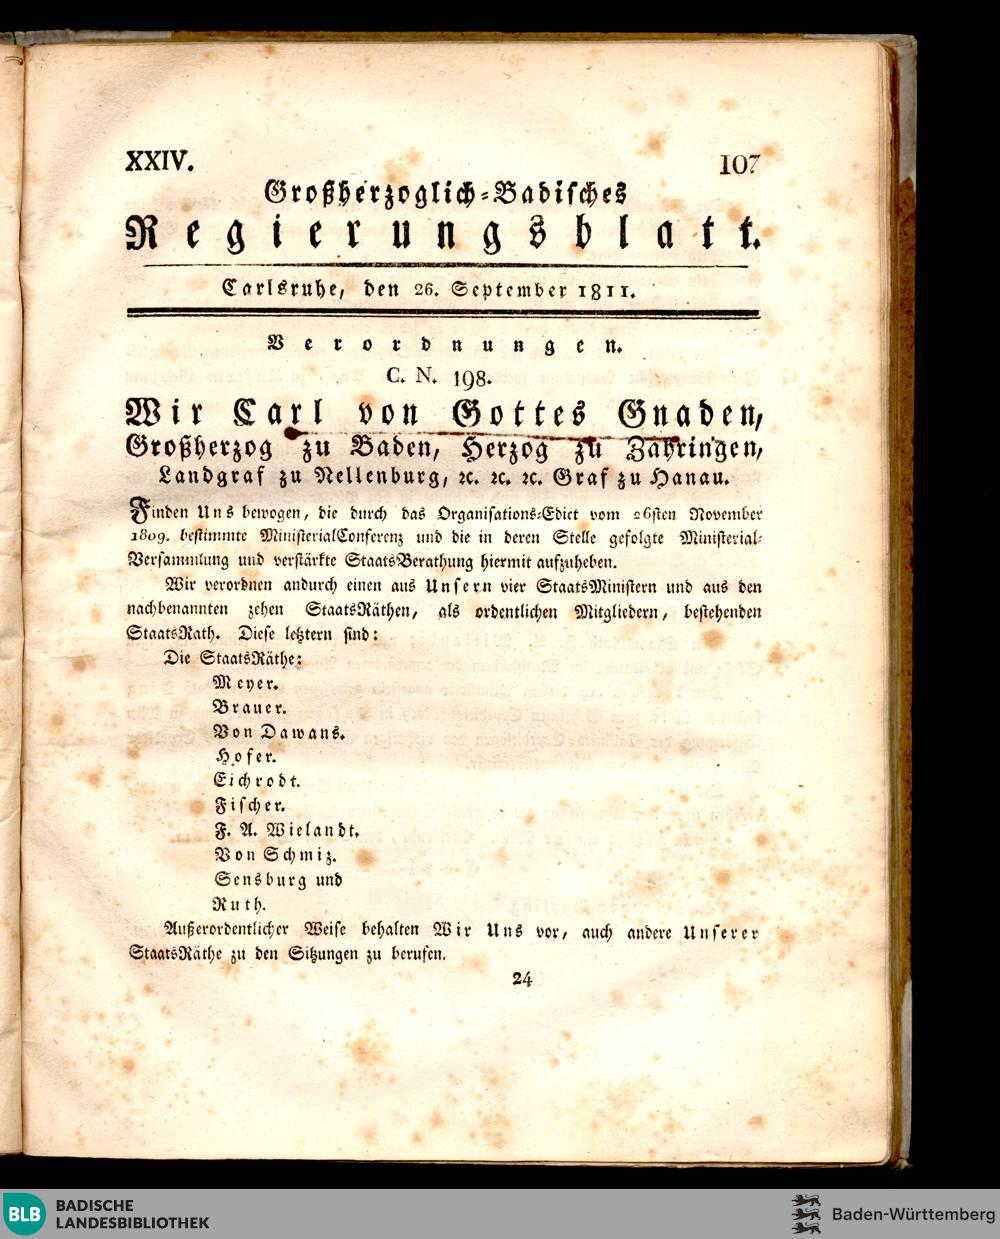 XXIV.
107
Großherzoglich-Badisches
Regierungsblatt.
Carlsruhe, den 26. September 1811.
Verordnungen.
C. N. 198.
Wir Carl von Gottes Gnaden,
Großherzog zu Baden, Herzog zu Zähringen,
Landgraf zu Nellenburg, ꝛc. ꝛc. ꝛc. Graf zu Hanau.
Finden Uns bewogen, die durch das Organisations-Edict vom 26sten November
1809. bestimmte MinisterialConferenz und die in deren Stelle gefolgte Ministerial-
Versammlung und verstärkte StaatsBerathung hiermit aufzuheben.
Wir verordnen andurch einen aus Unsern vier StaatsMinistern und aus den
nachbenannten zehen StaatsRäthen, als ordentlichen Mitgliedern, bestehenden
StaatsRath. Diese letztern sind:
Die StaatsRäthe:
Meyer.
Brauer.
Von Dawans.
Hofer.
Eichrodt.
Fischer.
F. A. Wielandt.
Von Schmiz.
Sensburg und
Ruth.
Außerordentlicher Weise behalten Wir Uns vor, auch andere Unserer
StaatsRäthe zu den Sitzungen zu berufen.
24
BLB BADISCHE
LANDESBIBLIOTHEK
Baden-Württemberg